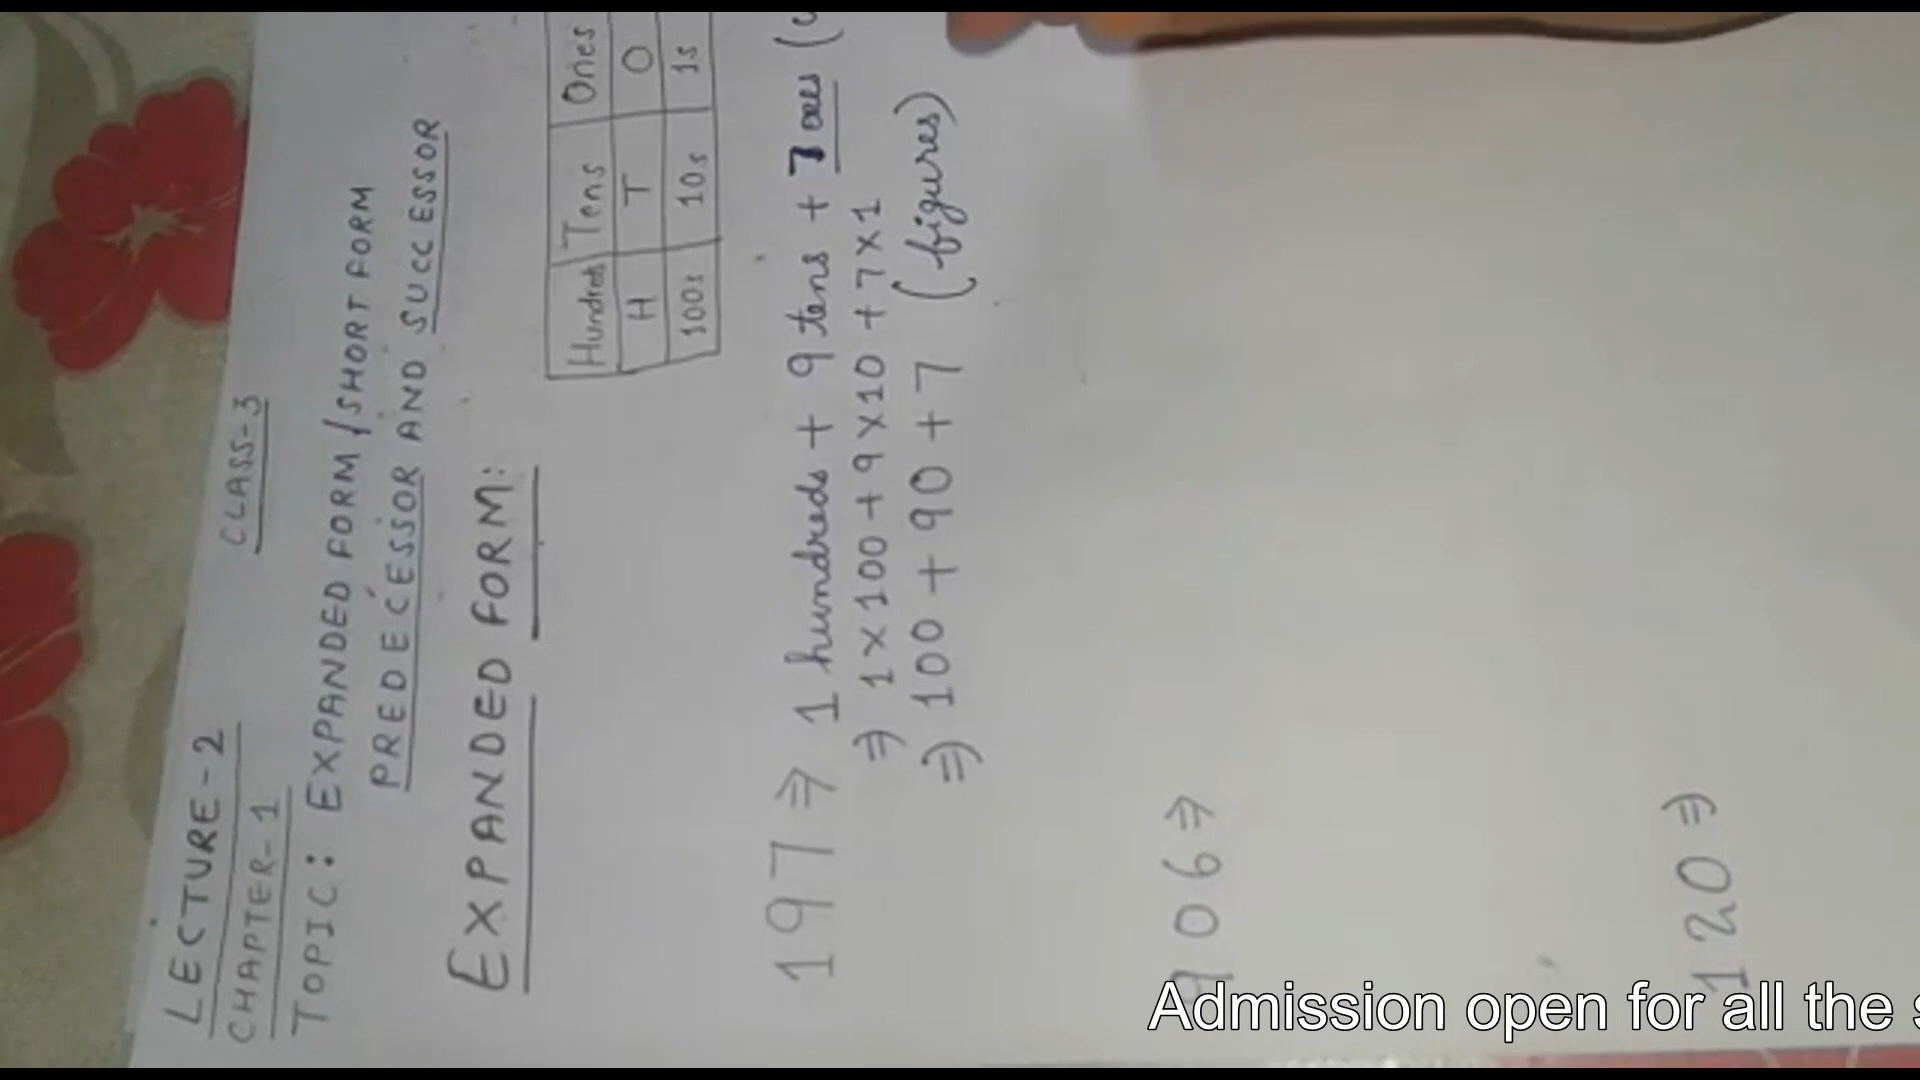 LECTURE-2
CHAPTER-1 CLASS-3
TOPIC: EXPANDED FORM/SHORT FORM
PREDECESSOR AND SUCCESSOR
EXPANDED FORM:
Hundreds Tens Ones
H T O
100s 10s 1s
197 ⇒ 1 hundreds + 9 tens + 7 ones (
⇒ 1×100 + 9×10 + 7×1
⇒ 100 + 90 + 7 (figures)
906 ⇒
120 ⇒
Admission open for all the